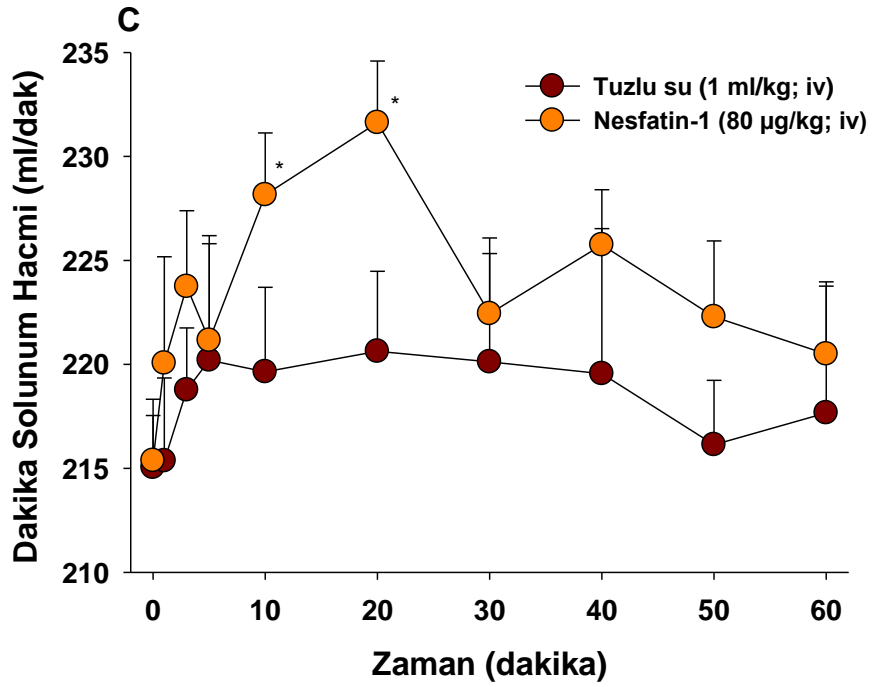 C
Dakika Solunum Hacmi (ml/dak)
235
230
225
220
215
210
Tuzlu su (1 ml/kg; iv)
Nesfatin-1 (80 µg/kg; iv)
*
*
0 10 20 30 40 50 60
Zaman (dakika)